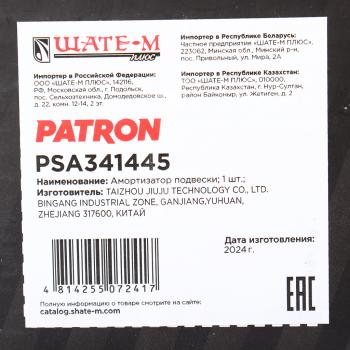 ШАТЕ-М
ПЛЮС
Импортер в Российской Федерации:
ООО «ШАТЕ-М ПЛЮС», 142116,
РФ, Московская обл., г. Подольск,
пос. Сельхозтехника, Домодедовское ш.,
д. 22, комн. 12-14, 2 эт.
Импортер в Республике Беларусь:
Частное предприятие «ШАТЕ-М ПЛЮС»,
223062, Минская обл., Минский р-н,
пос. Привольный, ул. Мира, 2А
Импортер в Республике Казахстан:
ТОО «ШАТЕ-М ПЛЮС», 010000,
Республика Казахстан, г. Нур-Султан,
район Байконыр, ул. Жетиген, д. 2
PATRON
PSA341445
Наименование: Амортизатор подвески; 1 шт.;
Изготовитель: TAIZHOU JIUJU TECHNOLOGY CO., LTD.
BINGANG INDUSTRIAL ZONE, GANJIANG,YUHUAN,
ZHEJIANG 317600, КИТАЙ
Дата изготовления:
2024 г.
4 814255 072417
EAC
Полную информацию о товаре смотрите на сайте:
catalog.shate-m.com